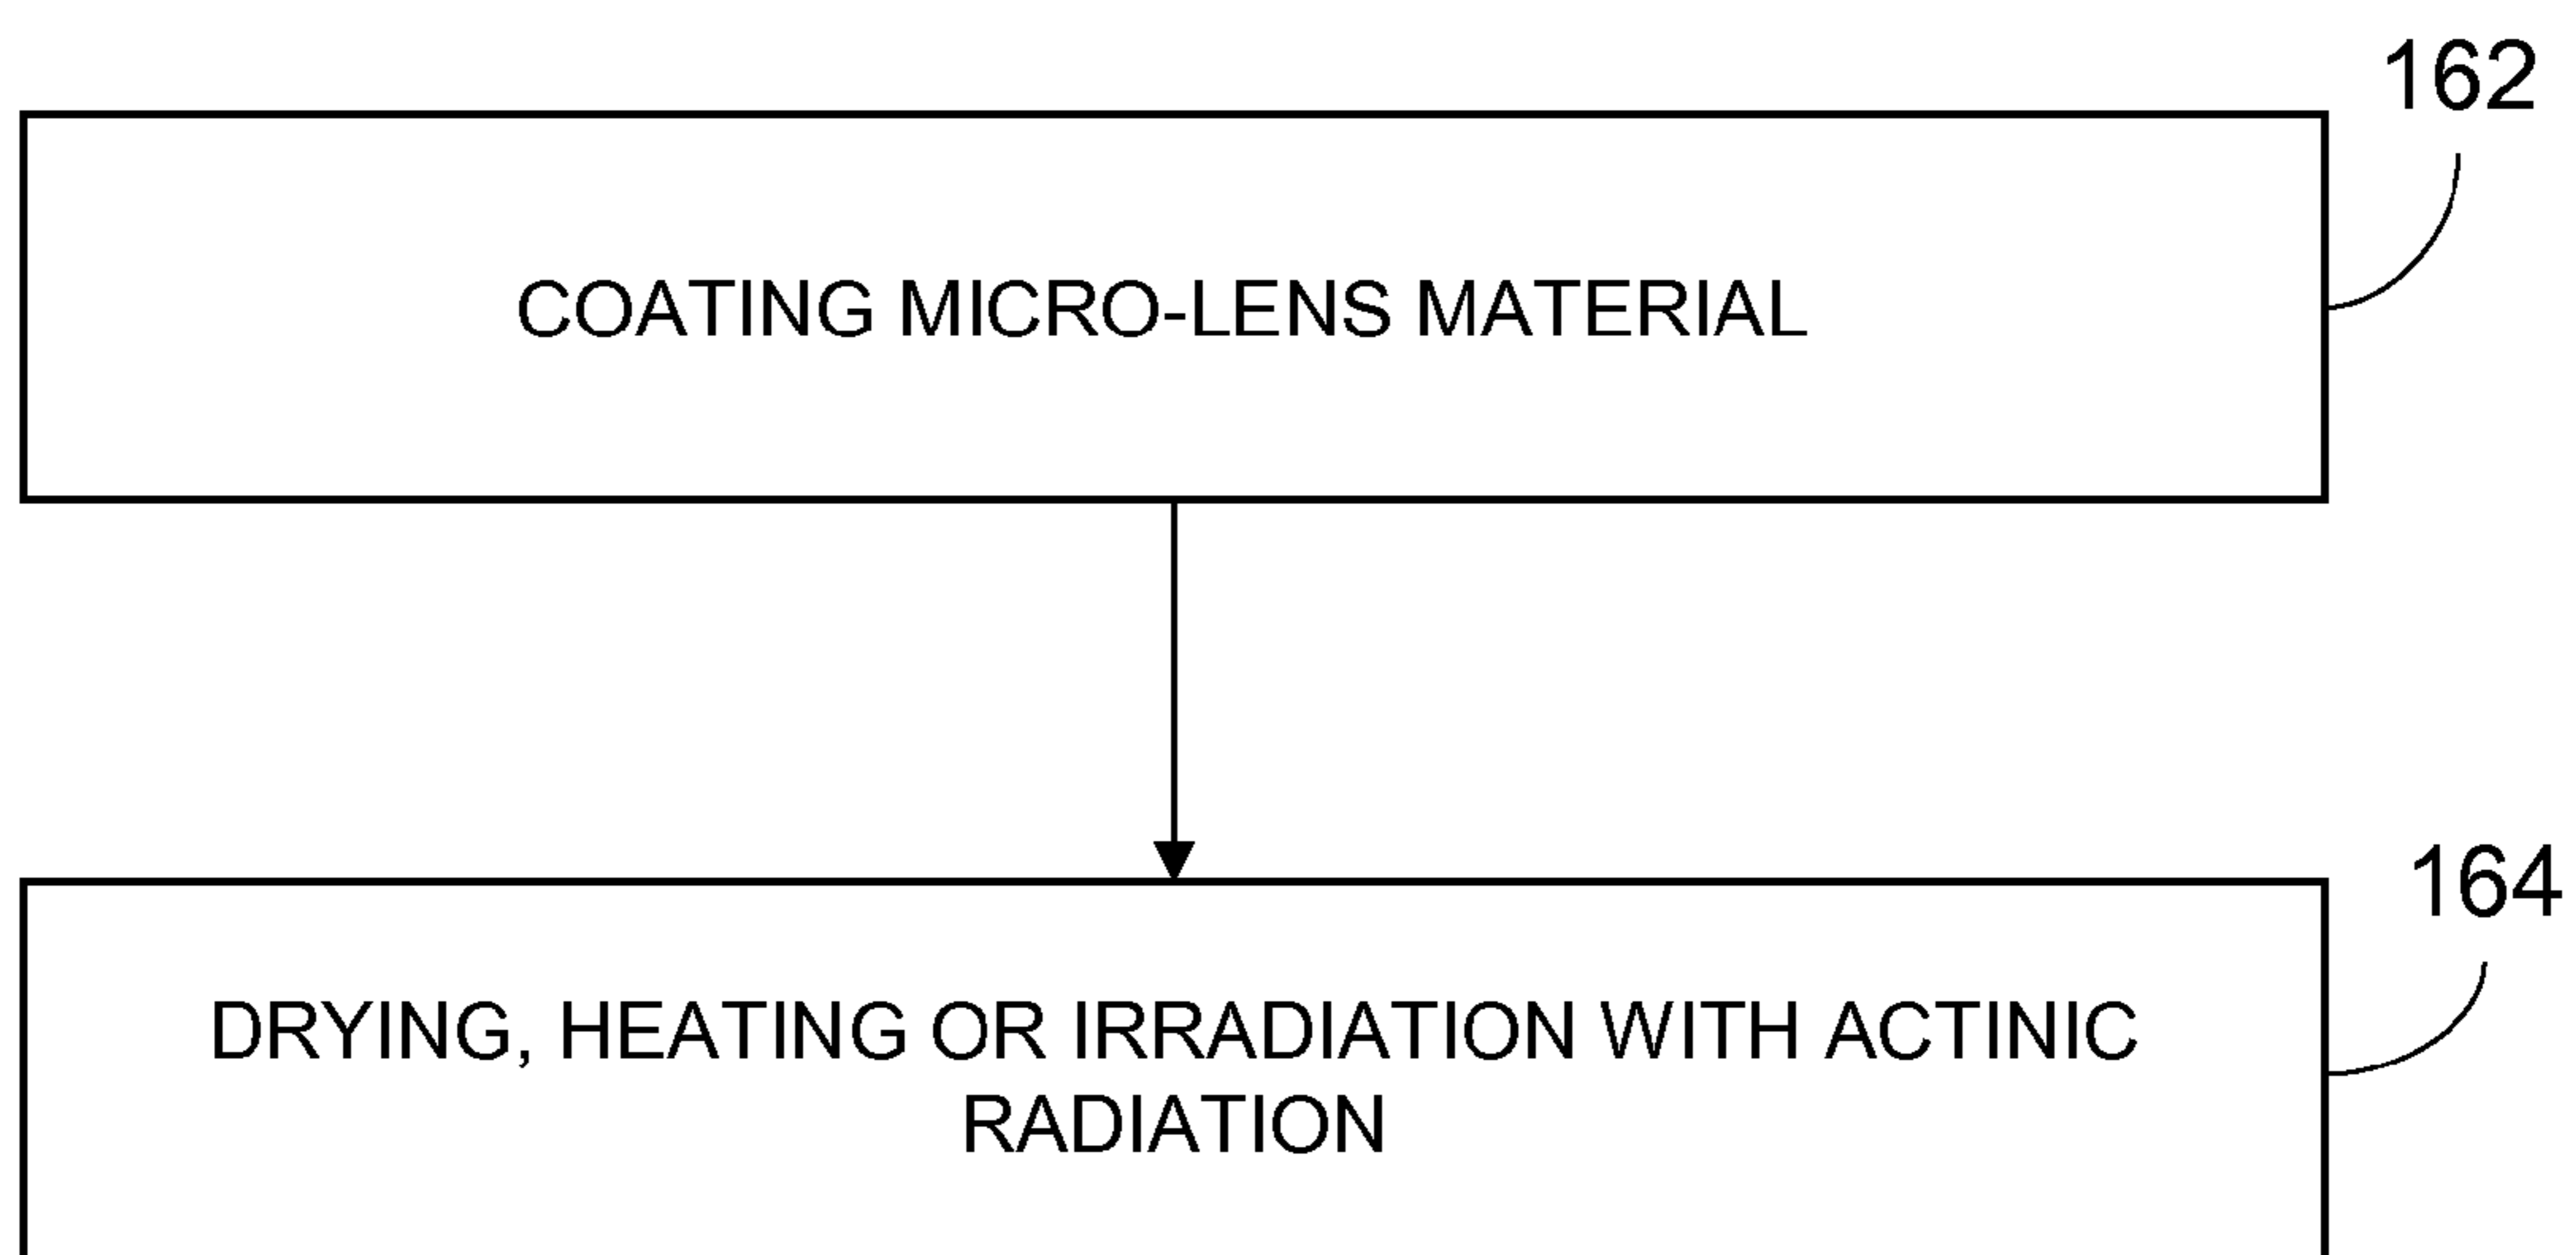 162
COATING MICRO-LENS MATERIAL
164
DRYING, HEATING OR IRRADIATION WITH ACTINIC
RADIATION